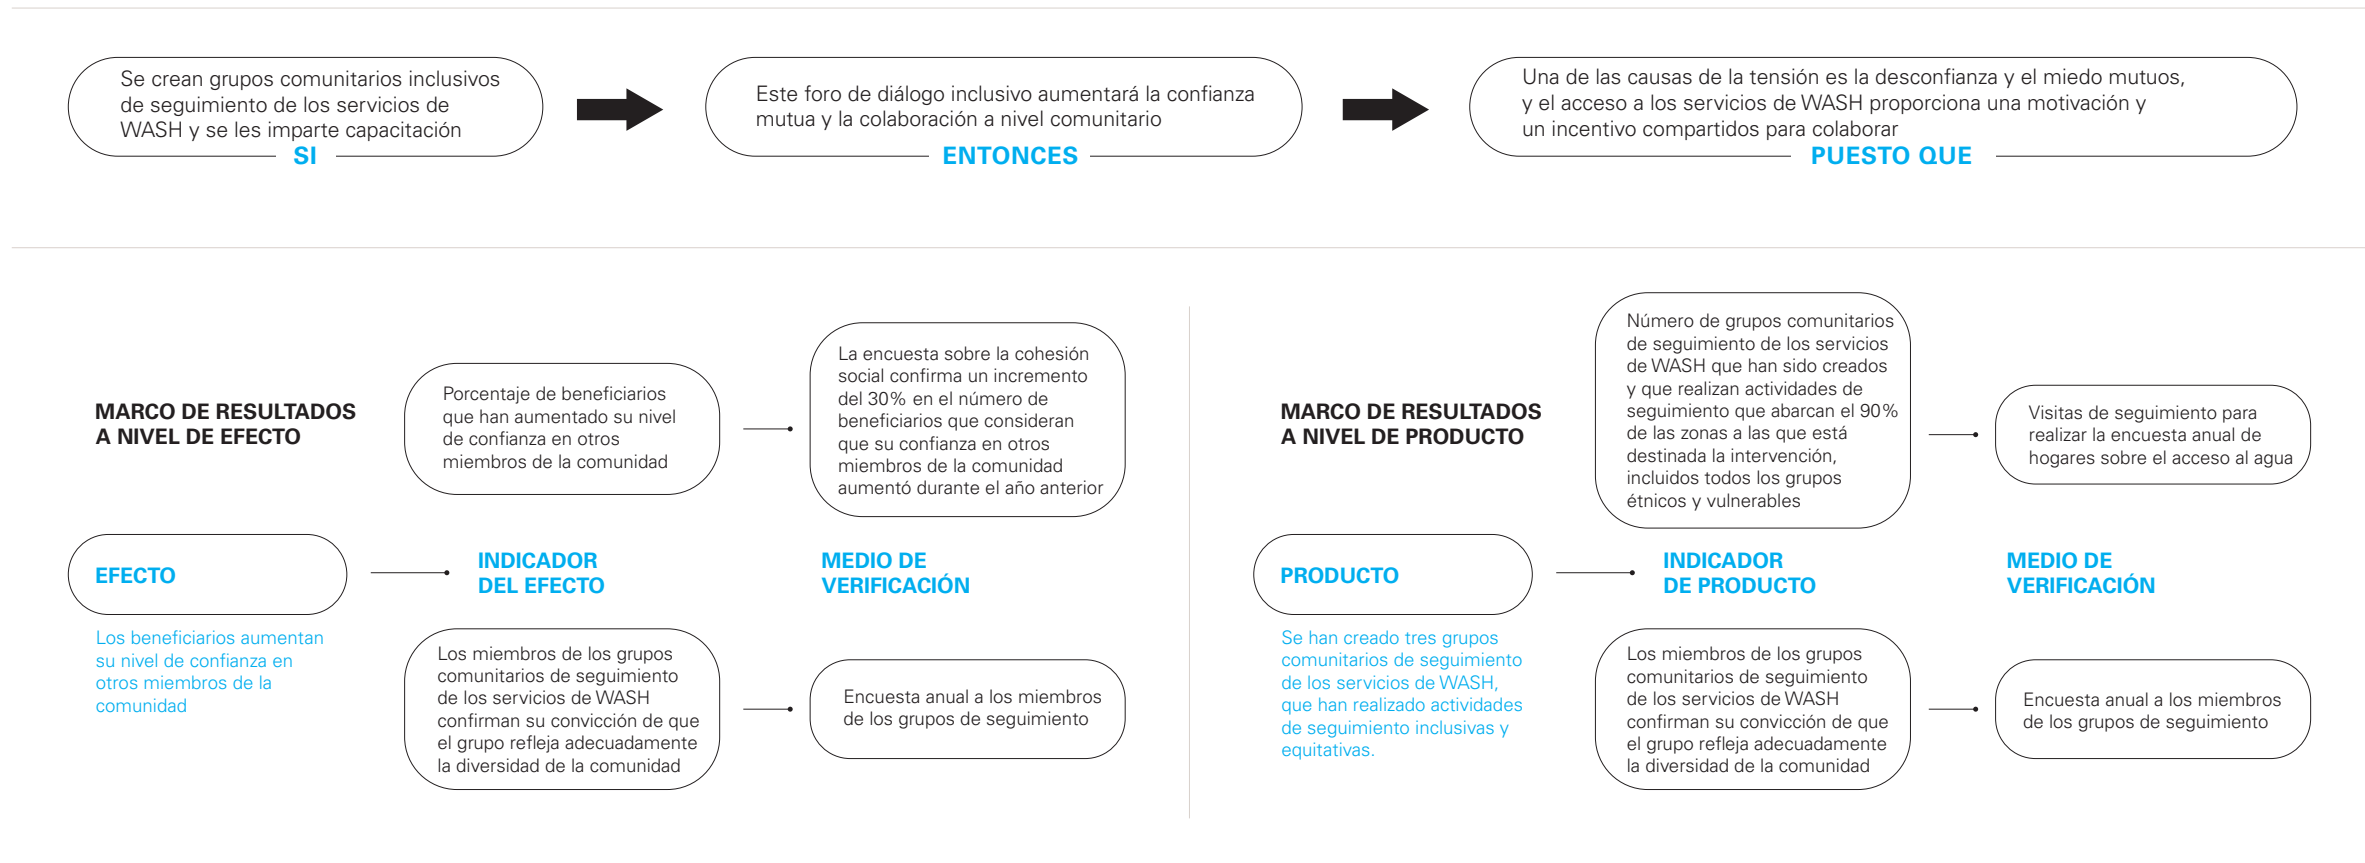 Se crean grupos comunitarios inclusivos
de seguimiento de los servicios de
WASH y se les imparte capacitación
SI
Este foro de diálogo inclusivo aumentará la confianza
mutua y la colaboración a nivel comunitario
ENTONCES
Una de las causas de la tensión es la desconfianza y el miedo mutuos,
y el acceso a los servicios de WASH proporciona una motivación y
un incentivo compartidos para colaborar
PUESTO QUE
MARCO DE RESULTADOS
A NIVEL DE EFECTO
Porcentaje de beneficiarios
que han aumentado su nivel
de confianza en otros
miembros de la comunidad
La encuesta sobre la cohesión
social confirma un incremento
del 30% en el número de
beneficiarios que consideran
que su confianza en otros
miembros de la comunidad
aumentó durante el año anterior
EFECTO
INDICADOR
DEL EFECTO
MEDIO DE
VERIFICACIÓN
Los beneficiarios aumentan
su nivel de confianza en
otros miembros de la
comunidad
Los miembros de los grupos
comunitarios de seguimiento
de los servicios de WASH
confirman su convicción de que
el grupo refleja adecuadamente
la diversidad de la comunidad
Encuesta anual a los miembros
de los grupos de seguimiento
MARCO DE RESULTADOS
A NIVEL DE PRODUCTO
Número de grupos comunitarios
de seguimiento de los servicios
de WASH que han sido creados
y que realizan actividades de
seguimiento que abarcan el 90%
de las zonas a las que está
destinada la intervención,
incluidos todos los grupos
étnicos y vulnerables
Visitas de seguimiento para
realizar la encuesta anual de
hogares sobre el acceso al agua
PRODUCTO
INDICADOR
DE PRODUCTO
MEDIO DE
VERIFICACIÓN
Se han creado tres grupos
comunitarios de seguimiento
de los servicios de WASH,
que han realizado actividades
de seguimiento inclusivas y
equitativas.
Los miembros de los grupos
comunitarios de seguimiento
de los servicios de WASH
confirman su convicción de que
el grupo refleja adecuadamente
la diversidad de la comunidad
Encuesta anual a los miembros
de los grupos de seguimiento